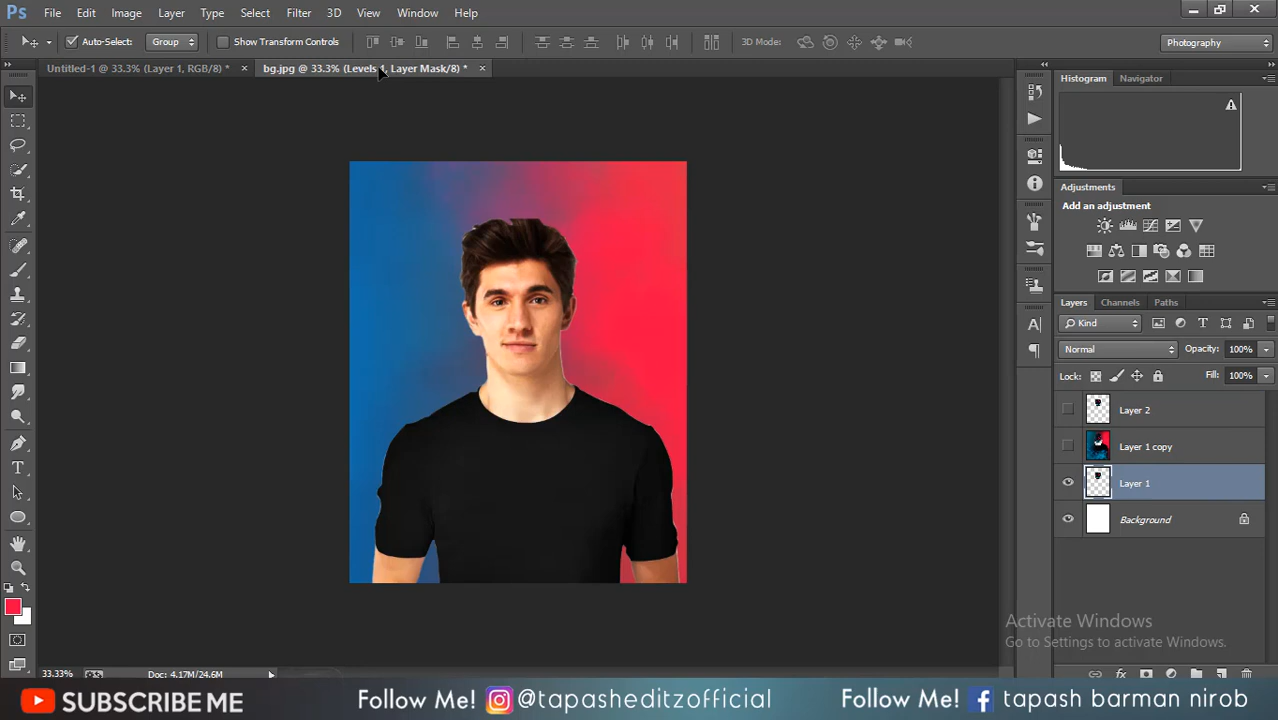 Ps File Edit Image Layer Type Select Filter 3D View Window Help
Auto-Select: Group Show Transform Controls 3D Mode: Photography
Untitled-1 @ 33.3% (Layer 1, RGB/8) * × bg.jpg @ 33.3% (Levels 1, Layer Mask/8) * ×
Histogram Navigator
Adjustments
Add an adjustment
Layers Channels Paths
Kind
Normal Opacity: 100%
Lock: Fill: 100%
Layer 2
Layer 1 copy
Layer 1
Background
Activate Windows
Go to Settings to activate Windows.
33.33% Doc: 4.17M/24.6M
SUBSCRIBE ME Follow Me! @tapasheditzofficial Follow Me! tapash barman nirob